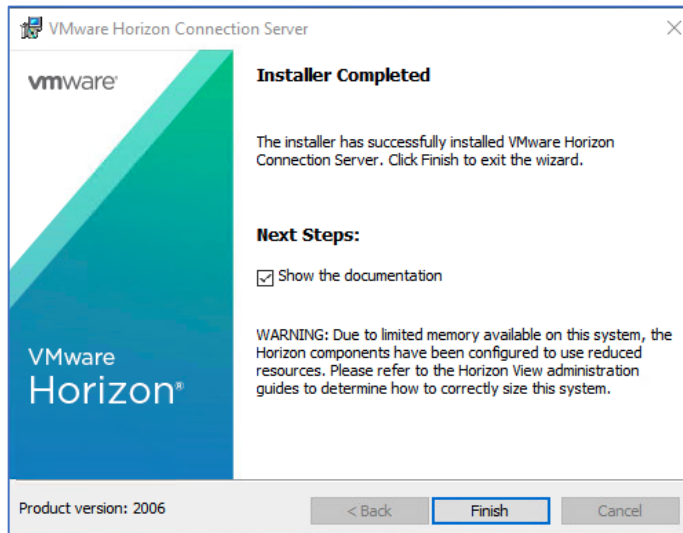 VMware Horizon Connection Server
vmware®
Installer Completed
The installer has successfully installed VMware Horizon
Connection Server. Click Finish to exit the wizard.
Next Steps:
Show the documentation
WARNING: Due to limited memory available on this system, the
Horizon components have been configured to use reduced
resources. Please refer to the Horizon View administration
guides to determine how to correctly size this system.
VMware
Horizon®
Product version: 2006
< Back
Finish
Cancel